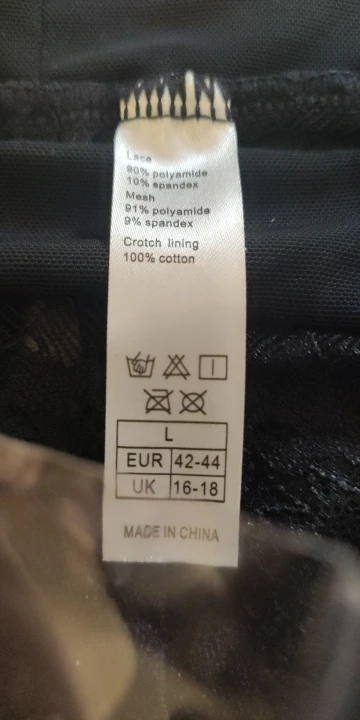 Lace
90% polyamide
10% spandex
Mesh
91% polyamide
9% spandex
Crotch lining
100% cotton
L
EUR 42-44
UK 16-18
MADE IN CHINA